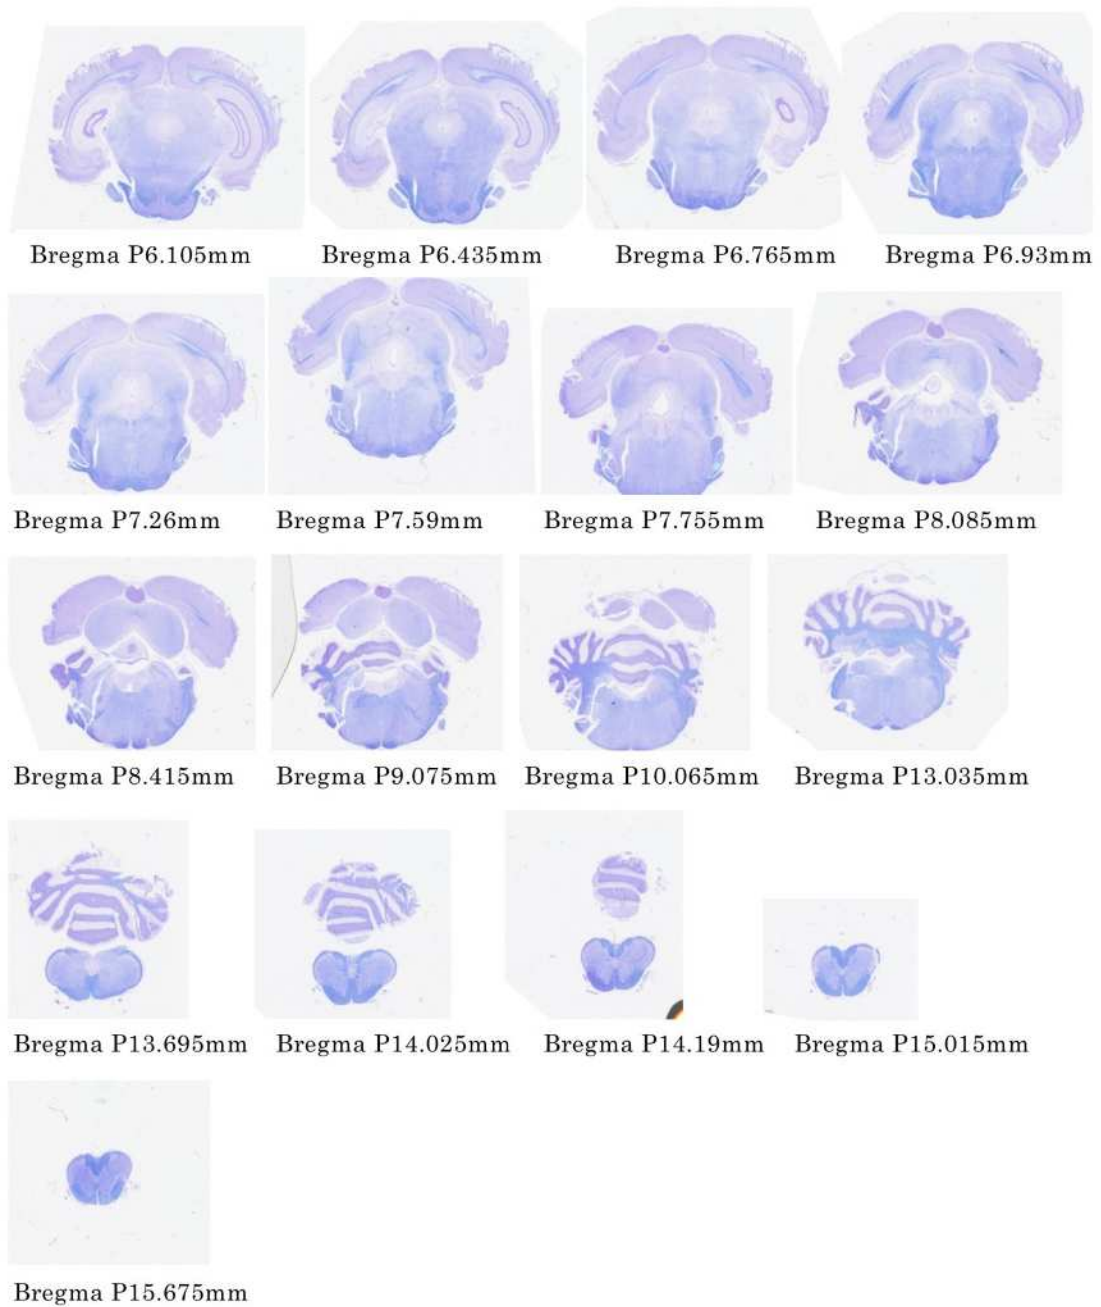 Bregma P6.105mm
Bregma P6.435mm
Bregma P6.765mm
Bregma P6.93mm
Bregma P7.26mm
Bregma P7.59mm
Bregma P7.755mm
Bregma P8.085mm
Bregma P8.415mm
Bregma P9.075mm
Bregma P10.065mm
Bregma P13.035mm
Bregma P13.695mm
Bregma P14.025mm
Bregma P14.19mm
Bregma P15.015mm
Bregma P15.675mm